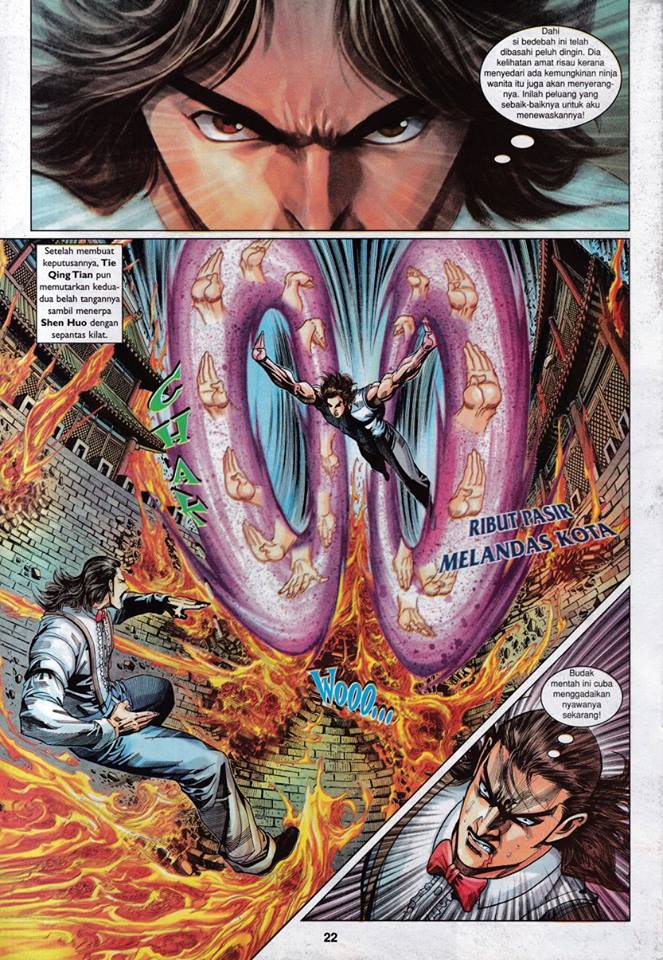 Dahi
si bedebah ini telah
dibasahi peluh dingin. Dia
kelihatan amat risau kerana
menyedari ada kemungkinan ninja
wanita itu juga akan menyerang-
nya. Inilah peluang yang
sebaik-baiknya untuk aku
menewaskannya!
Setelah membuat
keputusannya, Tie
Qing Tian pun
memutarkan kedua-
dua belah tangannya
sambil menerpa
Shen Huo dengan
sepantas kilat.
CHAK
RIBUT PASIR
MELANDAS KOTA
WOOO...
Budak
mentah ini cuba
menggadaikan
nyawanya
sekarang!
22